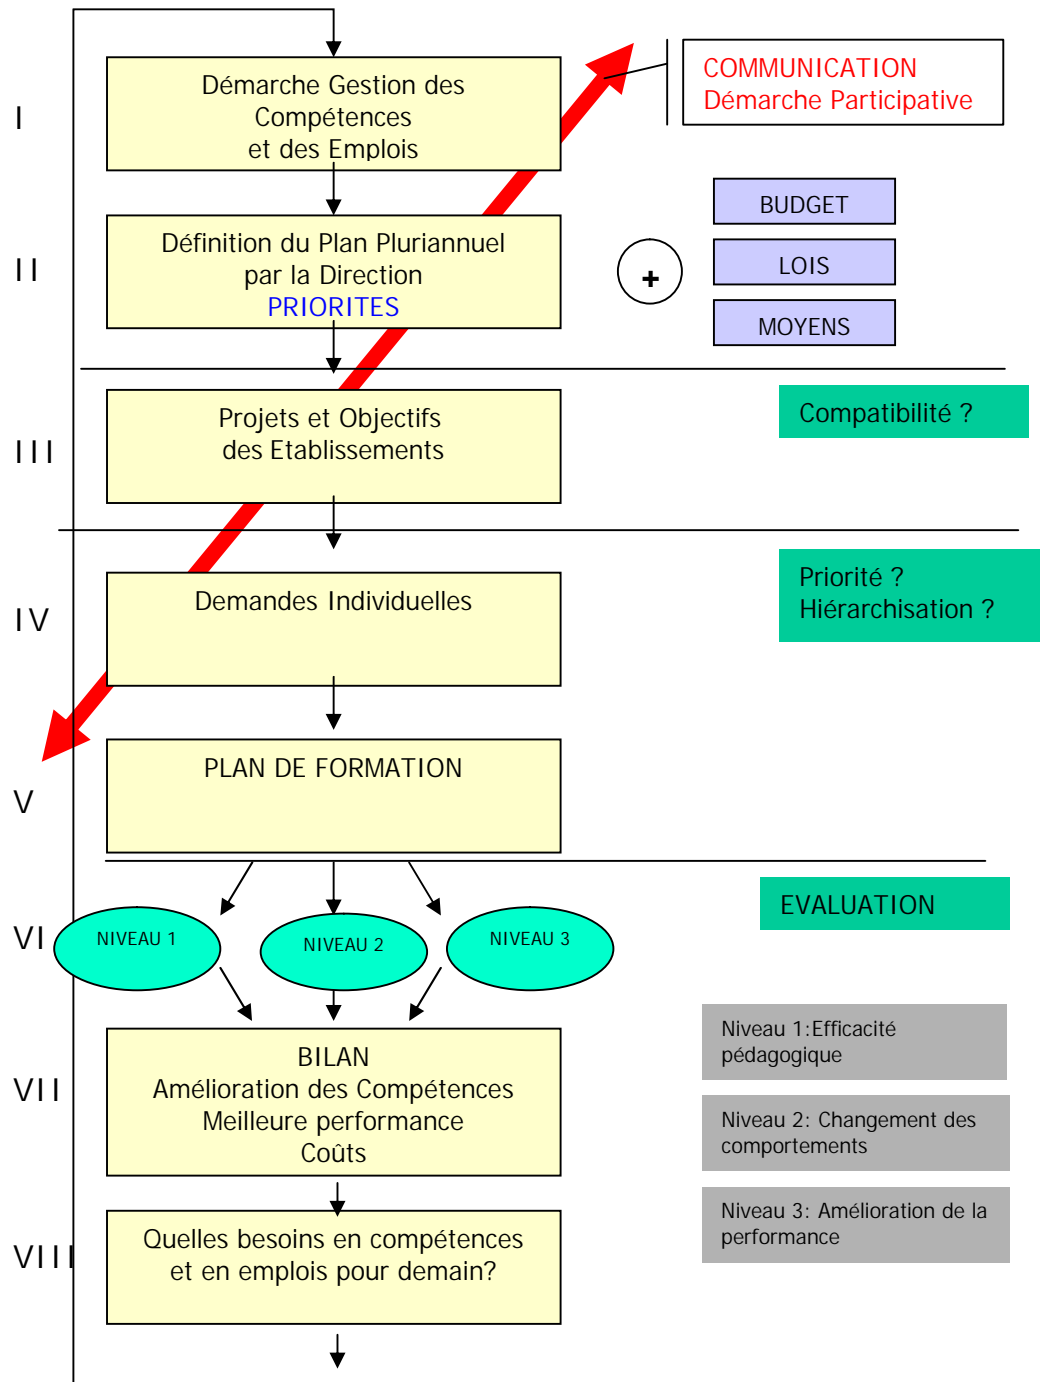 COMMUNICATION
Démarche Participative
I
Démarche Gestion des
Compétences
et des Emplois
II
Définition du Plan Pluriannuel
par la Direction
PRIORITES
+
BUDGET
LOIS
MOYENS
III
Projets et Objectifs
des Etablissements
Compatibilité ?
IV
Demandes Individuelles
Priorité ?
Hiérarchisation ?
V
PLAN DE FORMATION
EVALUATION
VI
NIVEAU 1
NIVEAU 2
NIVEAU 3
VII
BILAN
Amélioration des Compétences
Meilleure performance
Coûts
Niveau 1:Efficacité
pédagogique
Niveau 2: Changement des
comportements
Niveau 3: Amélioration de la
performance
VIII
Quelles besoins en compétences
et en emplois pour demain?